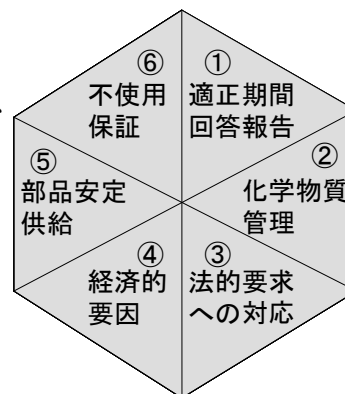 ①
適正期間
回答報告
②
化学物質
管理
③
法的要求
への対応
④
経済的
要因
⑤
部品安定
供給
⑥
不使用
保証